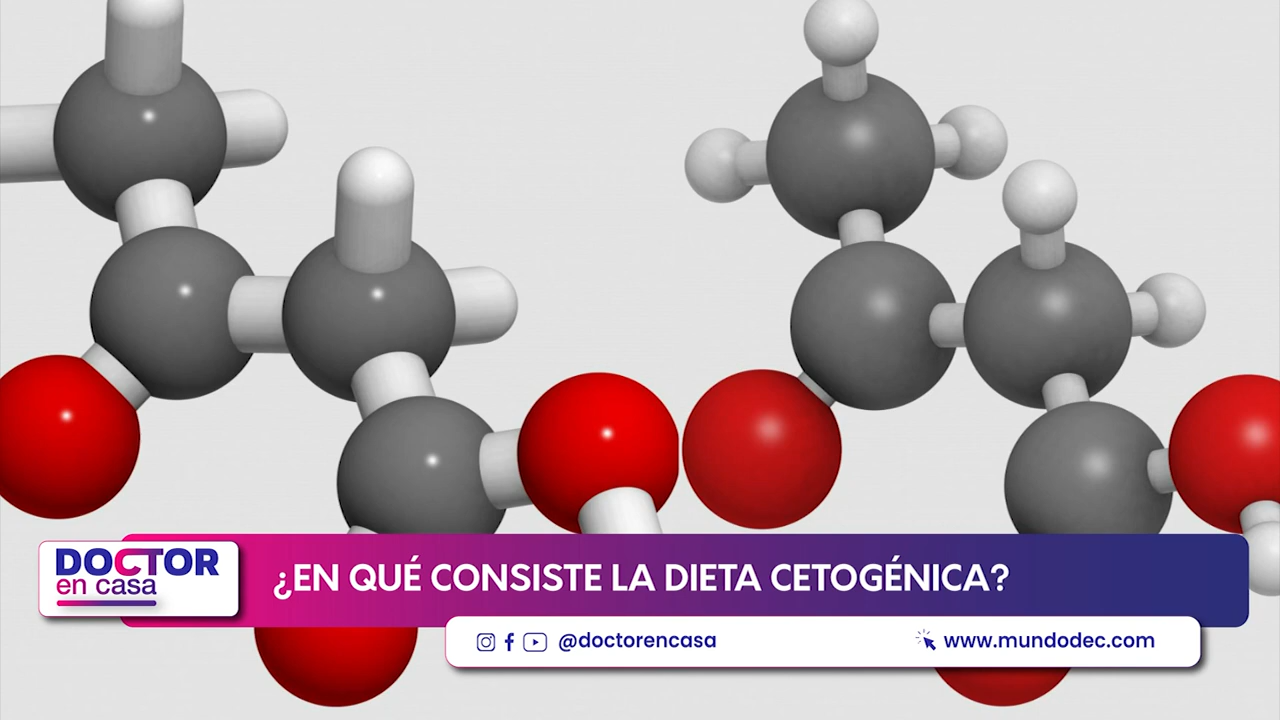 DOCTOR
en casa
¿EN QUÉ CONSISTE LA DIETA CETOGÉNICA?
@doctorencasa
www.mundodec.com